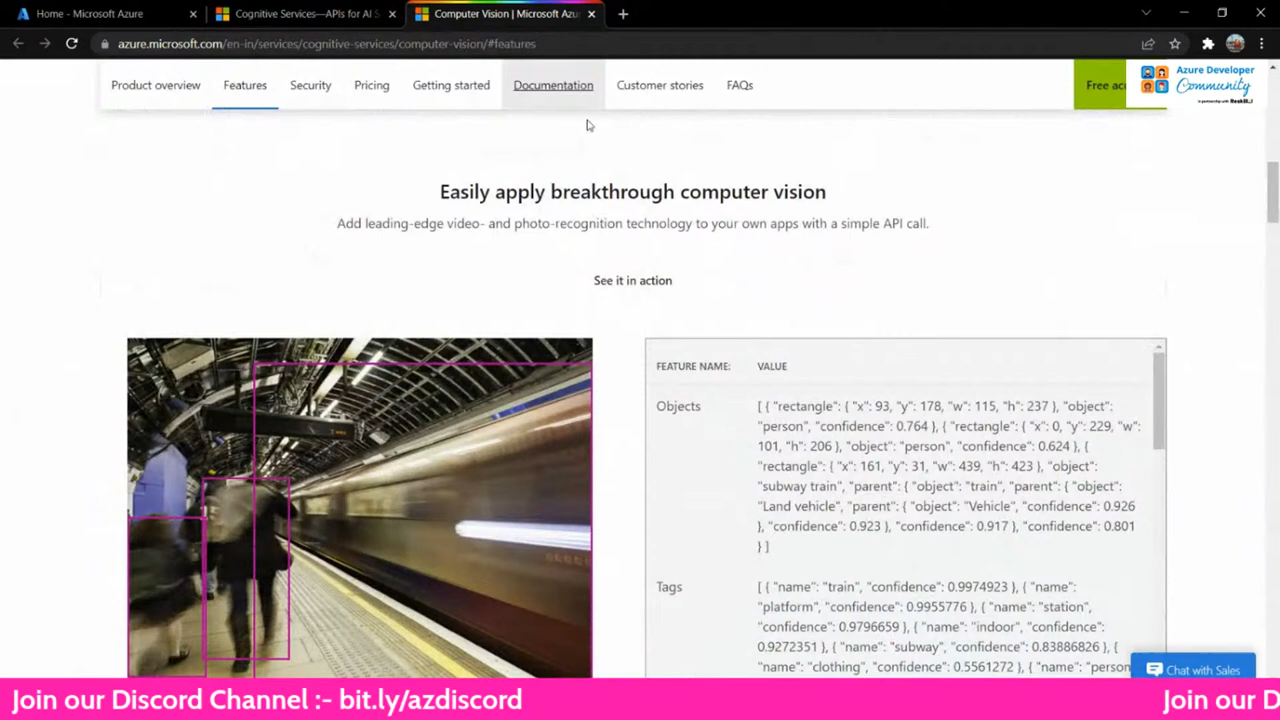 Home - Microsoft Azure
Cognitive Services—APIs for AI S
Computer Vision | Microsoft Azu
azure.microsoft.com/en-in/services/cognitive-services/computer-vision/#features
Product overview
Features
Security
Pricing
Getting started
Documentation
Customer stories
FAQs
Free acc
Azure Developer
Community
Easily apply breakthrough computer vision
Add leading-edge video- and photo-recognition technology to your own apps with a simple API call.
See it in action
FEATURE NAME: VALUE
Objects
[ { "rectangle": { "x": 93, "y": 178, "w": 115, "h": 237 }, "object":
"person", "confidence": 0.764 }, { "rectangle": { "x": 0, "y": 229, "w":
101, "h": 206 }, "object": "person", "confidence": 0.624 }, {
"rectangle": { "x": 161, "y": 31, "w": 439, "h": 423 }, "object":
"subway train", "parent": { "object": "train", "parent": { "object":
"Land vehicle", "parent": { "object": "Vehicle", "confidence": 0.926
}, "confidence": 0.923 }, "confidence": 0.917 }, "confidence": 0.801
} ]
Tags
[ { "name": "train", "confidence": 0.9974923 }, { "name":
"platform", "confidence": 0.9955776 }, { "name": "station",
"confidence": 0.9796659 }, { "name": "indoor", "confidence":
0.9272351 }, { "name": "subway", "confidence": 0.83886826 }, {
"name": "clothing", "confidence": 0.5561272 }, { "name": "person",
Chat with Sales
Join our Discord Channel :- bit.ly/azdiscord
Join our D